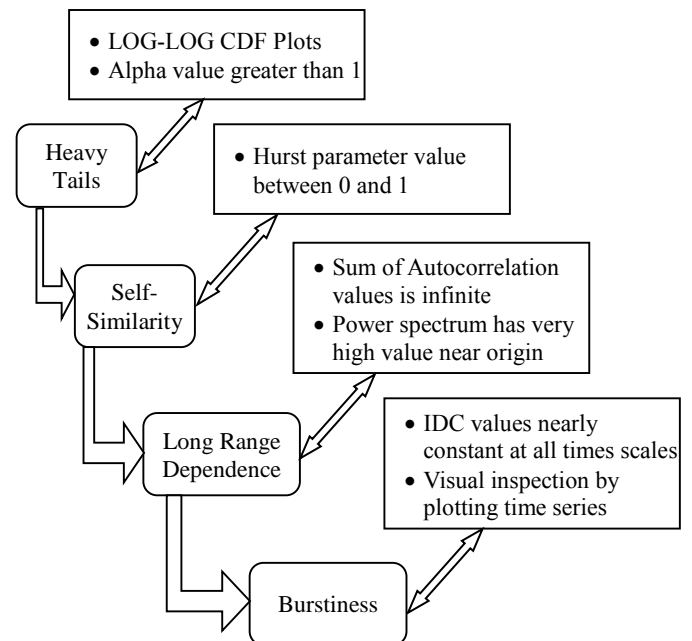 • LOG-LOG CDF Plots
• Alpha value greater than 1
Heavy
Tails
• Hurst parameter value
between 0 and 1
Self-
Similarity
• Sum of Autocorrelation
values is infinite
• Power spectrum has very
high value near origin
Long Range
Dependence
• IDC values nearly
constant at all times scales
• Visual inspection by
plotting time series
Burstiness